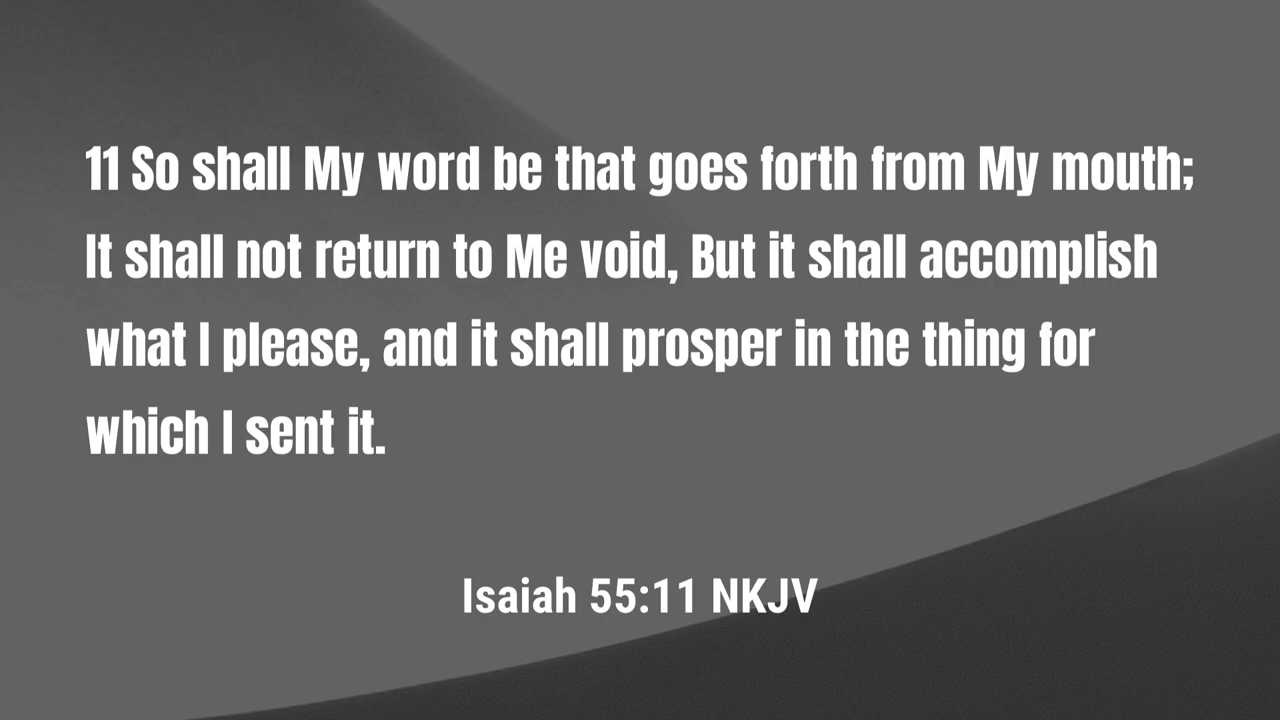 11 So shall My word be that goes forth from My mouth;
It shall not return to Me void, But it shall accomplish
what I please, and it shall prosper in the thing for
which I sent it.
Isaiah 55:11 NKJV